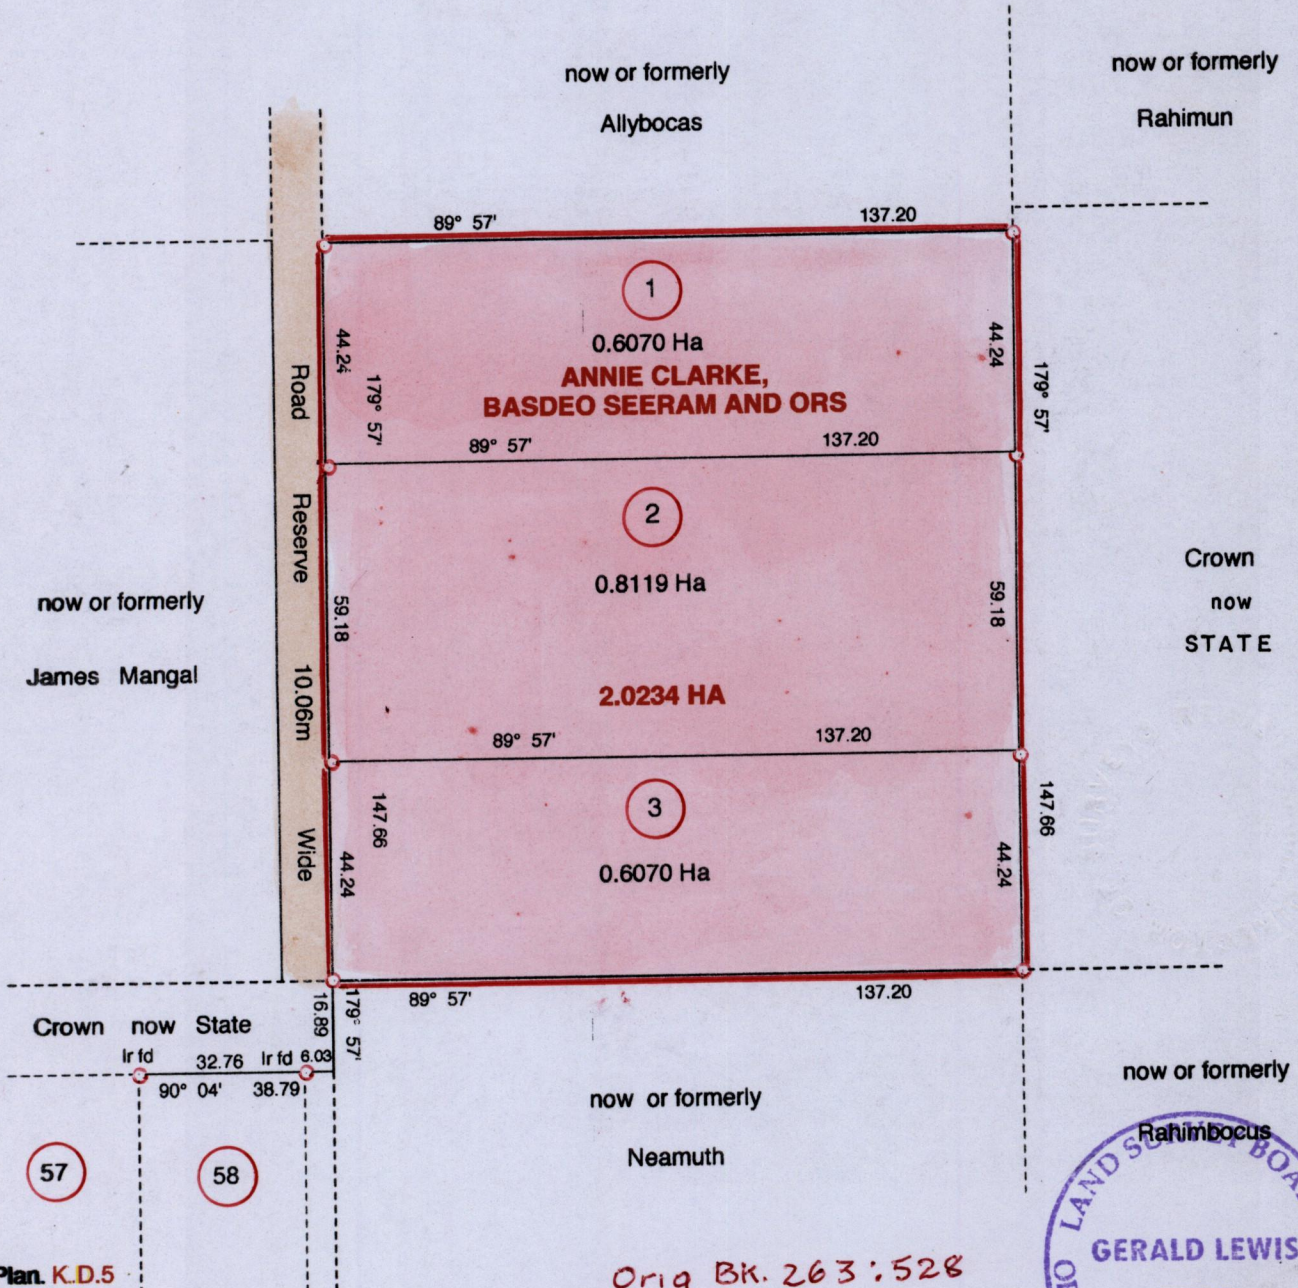 now or formerly
Allybocas
now or formerly
Rahimun
89° 57'
137.20
1
0.6070 Ha
ANNIE CLARKE,
BASDEO SEERAM AND ORS
44.24
179° 57'
44.24
179° 57'
89° 57'
137.20
Road Reserve 10.06m Wide
2
0.8119 Ha
59.18
59.18
2.0234 HA
now or formerly
James Mangal
Crown
now
STATE
89° 57'
137.20
3
0.6070 Ha
147.66
44.24
44.24
147.66
89° 57'
137.20
Crown now State
16.89
179° 57'
Ir fd 32.76 Ir fd 6.03
90° 04' 38.79
57
58
now or formerly
Neamuth
now or formerly
Rahimbocus
LAND SURVEY
GERALD LEWIS
Plan. K.D.5
Orig BK. 263:528